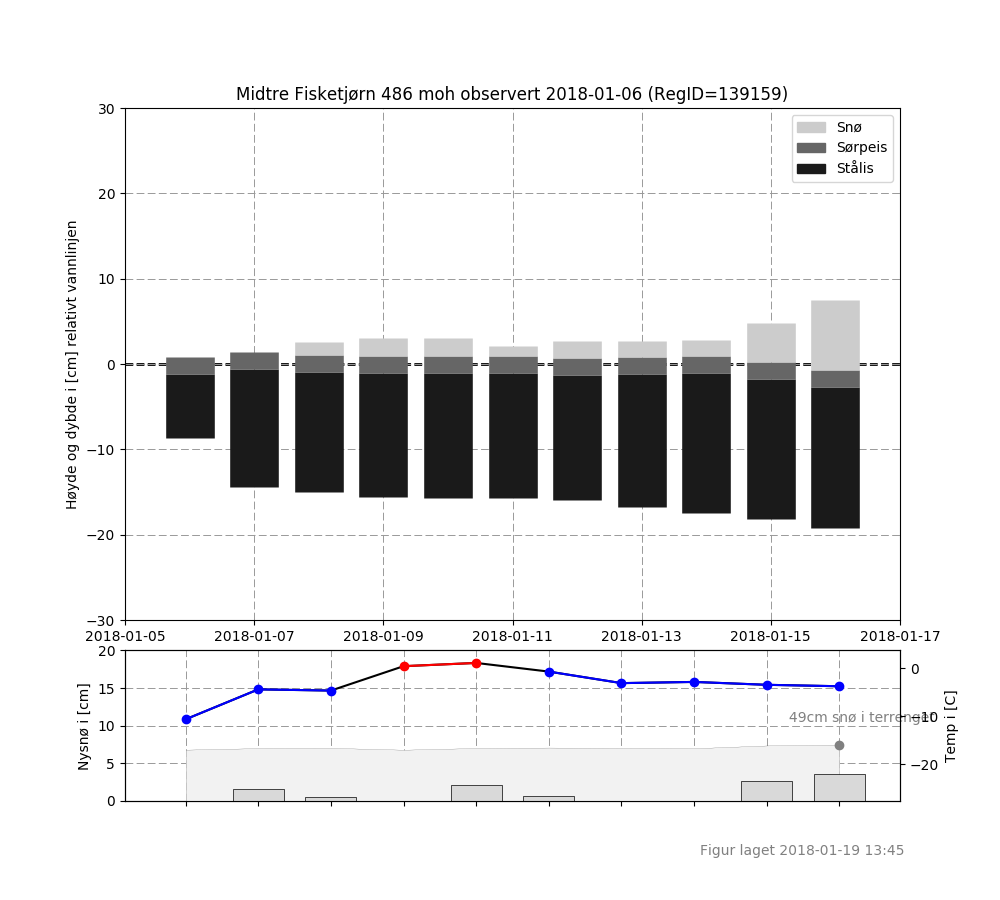 Midtre Fisketjørn 486 moh observert 2018-01-06 (RegID=139159)
Høyde og dybde i [cm] relativt vannlinjen
30
20
10
0
−10
−20
−30
Snø
Sørpeis
Stålis
2018-01-05 2018-01-07 2018-01-09 2018-01-11 2018-01-13 2018-01-15 2018-01-17
Nysnø i [cm]
20
15
10
5
0
49cm snø i terrenget
0
−10
−20
Temp i [C]
Figur laget 2018-01-19 13:45